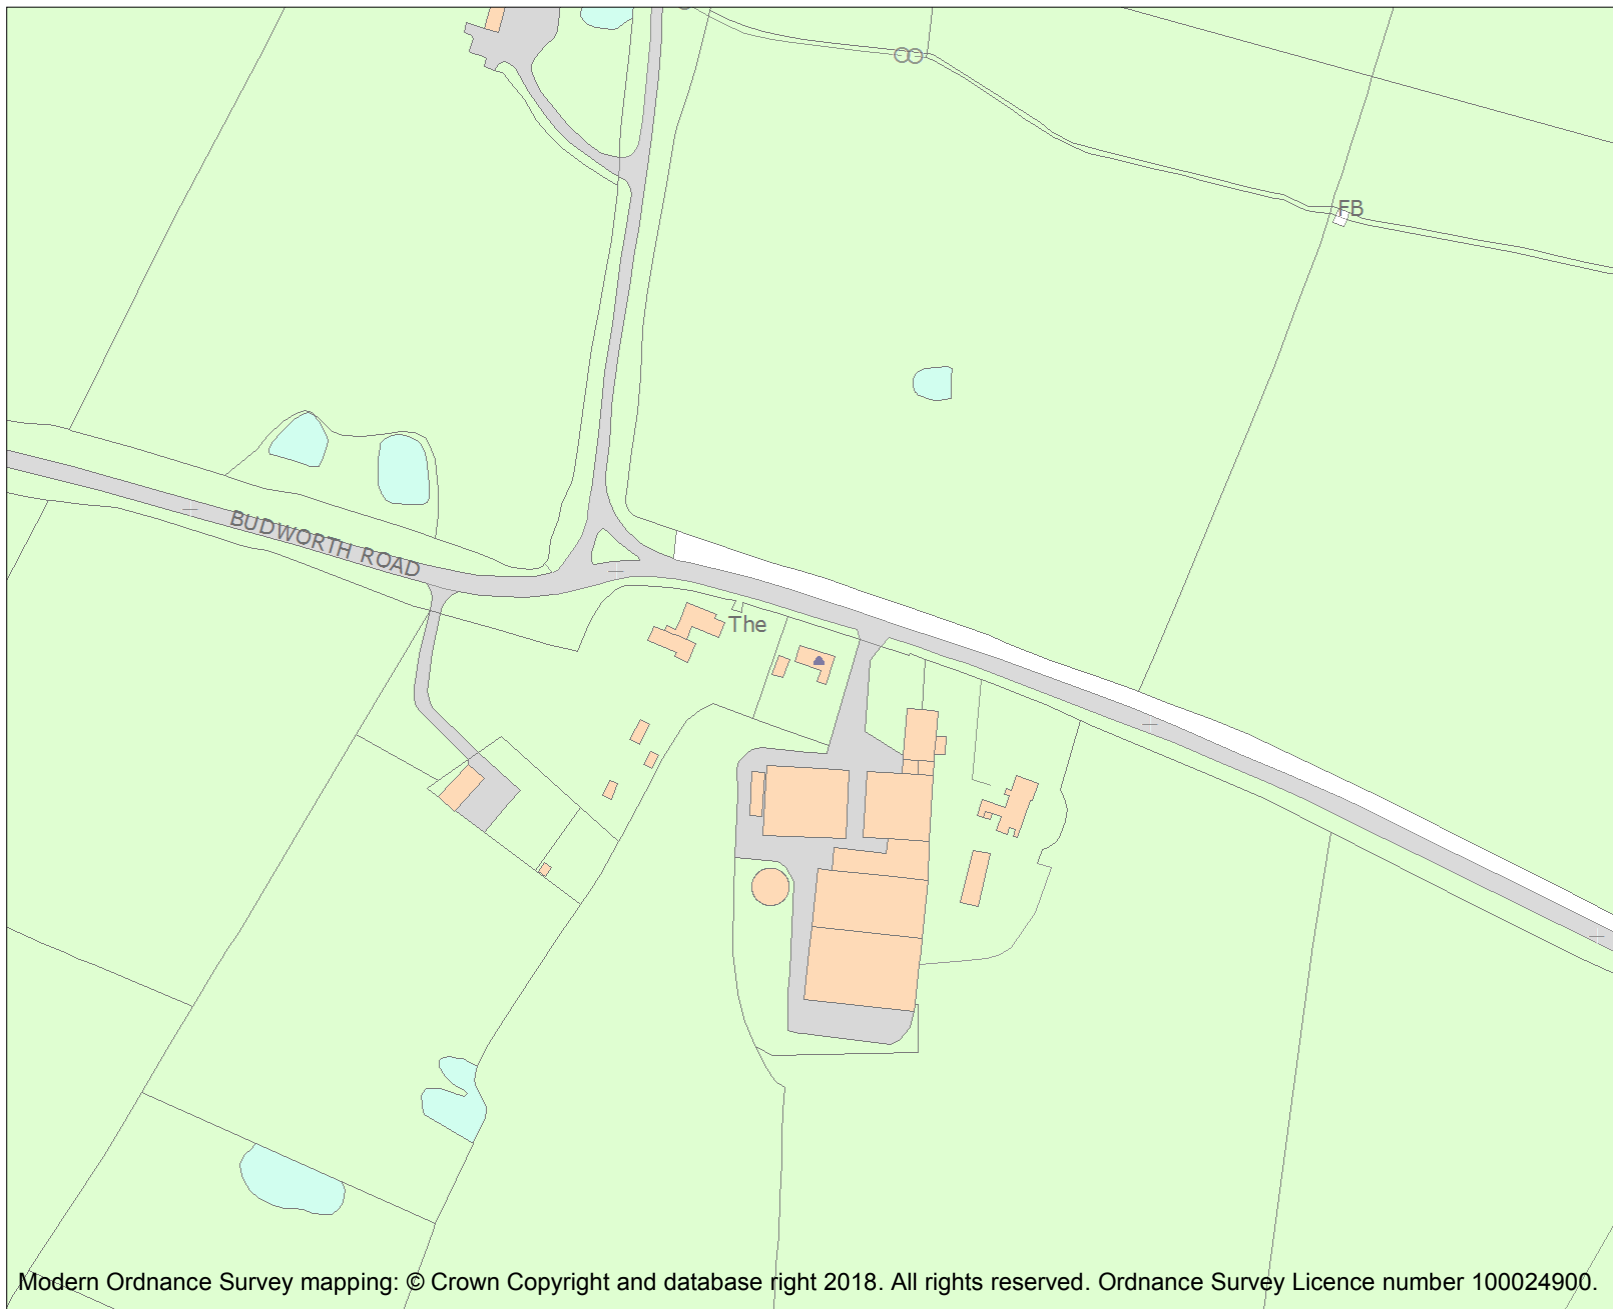 FB
BUDWORTH ROAD
The
Modern Ordnance Survey mapping: © Crown Copyright and database right 2018. All rights reserved. Ordnance Survey Licence number 100024900.